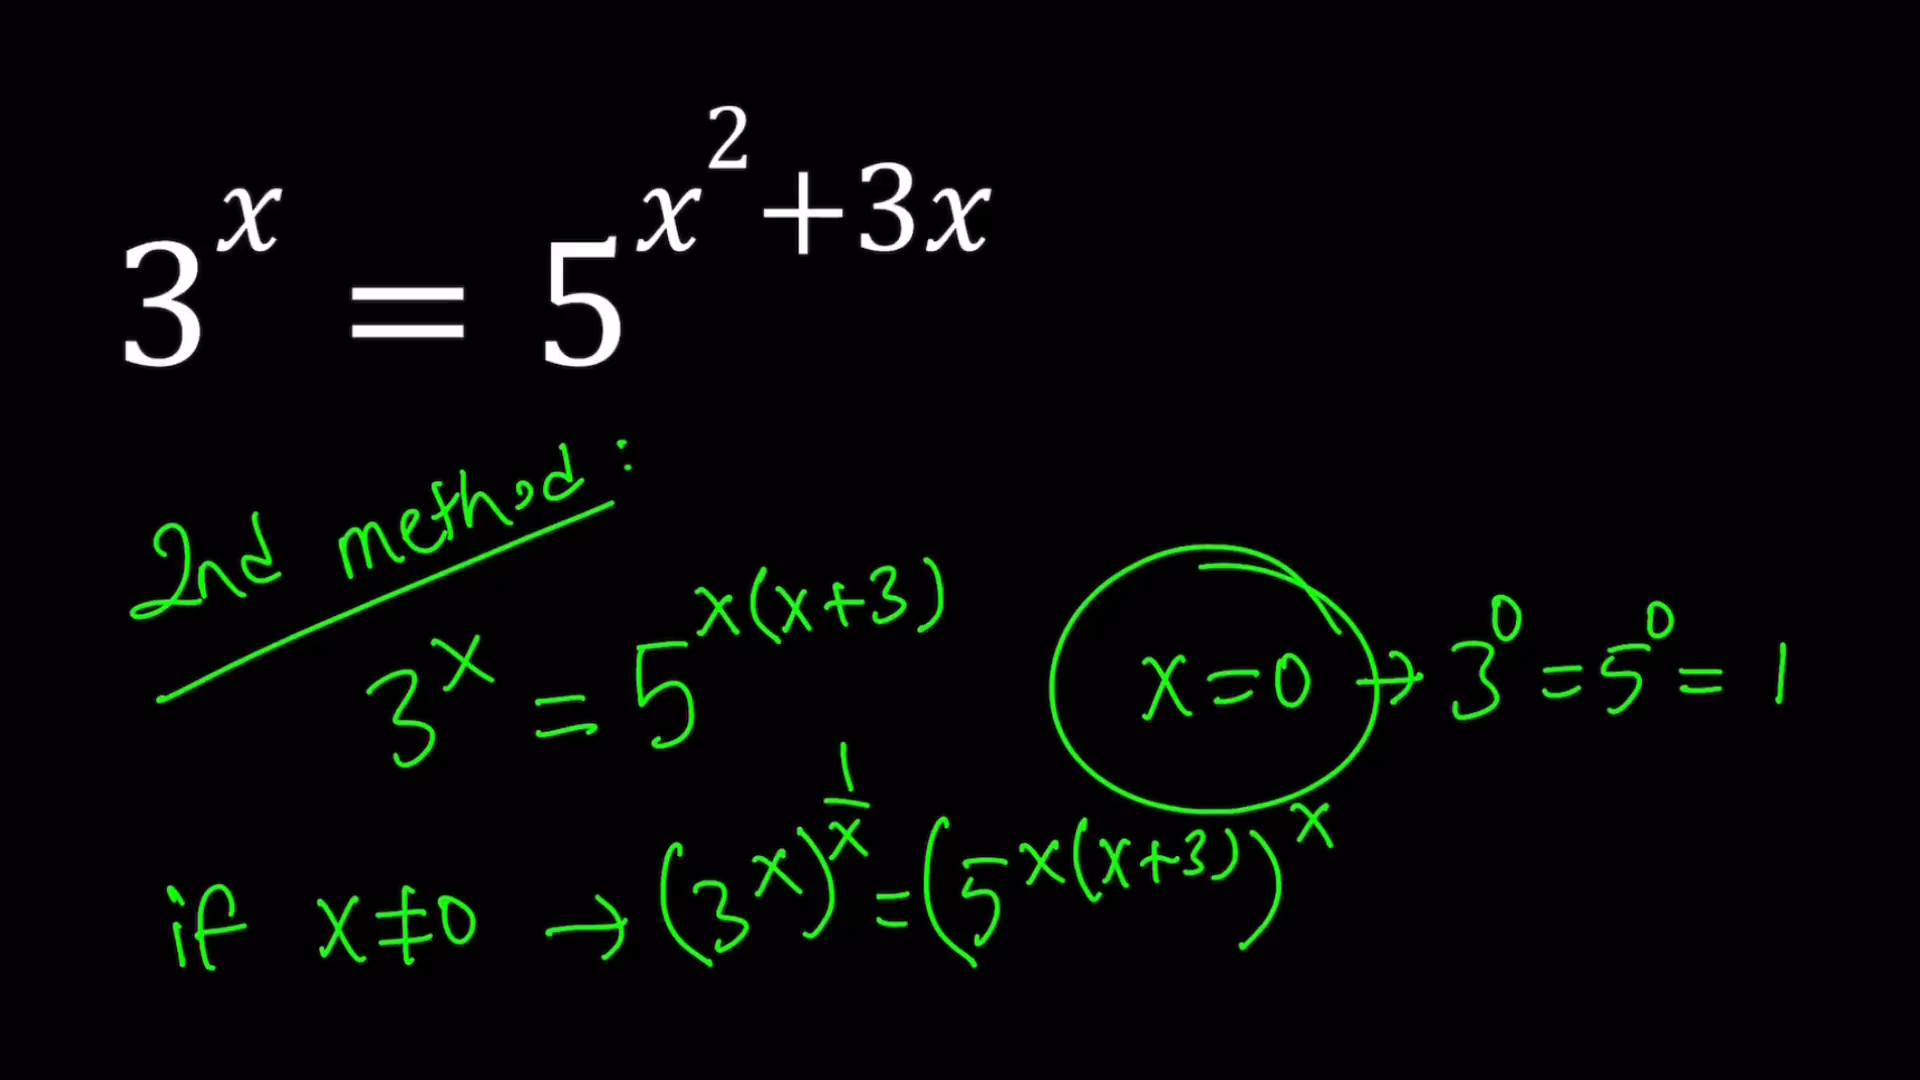 3^x = 5^{x^2+3x}
2nd method:
3^x = 5^{x(x+3)} x=0 → 3^0 = 5^0 = 1
if x≠0 → (3^x)^{1/x} = (5^{x(x+3)})^x